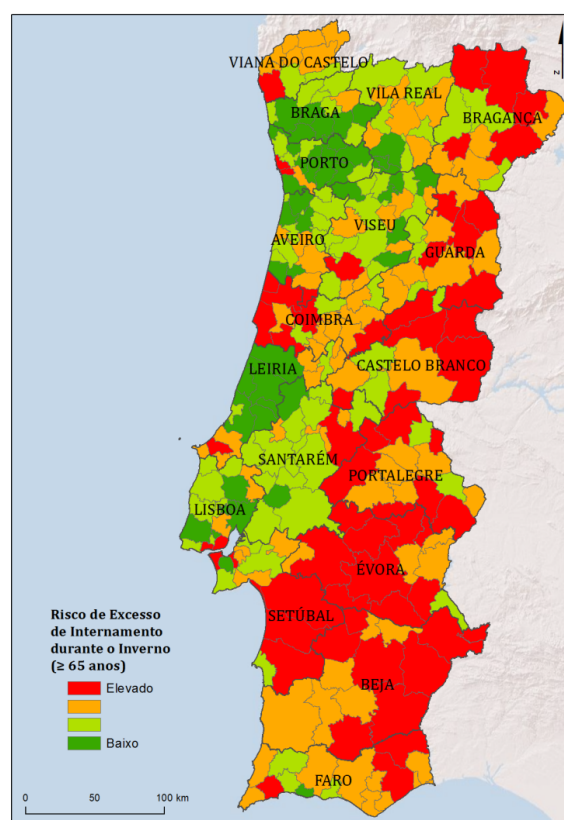 z
VIANA DO CASTELO
VILA REAL
BRAGANÇA
BRAGA
PORTO
VISEU
AVEIRO
GUARDA
COIMBRA
LEIRIA
CASTELO BRANCO
SANTARÉM
PORTALEGRE
LISBOA
ÉVORA
SETÚBAL
BEJA
FARO
Risco de Excesso
de Internamento
durante o Inverno
(≥ 65 anos)
Elevado
Baixo
0 50 100 km